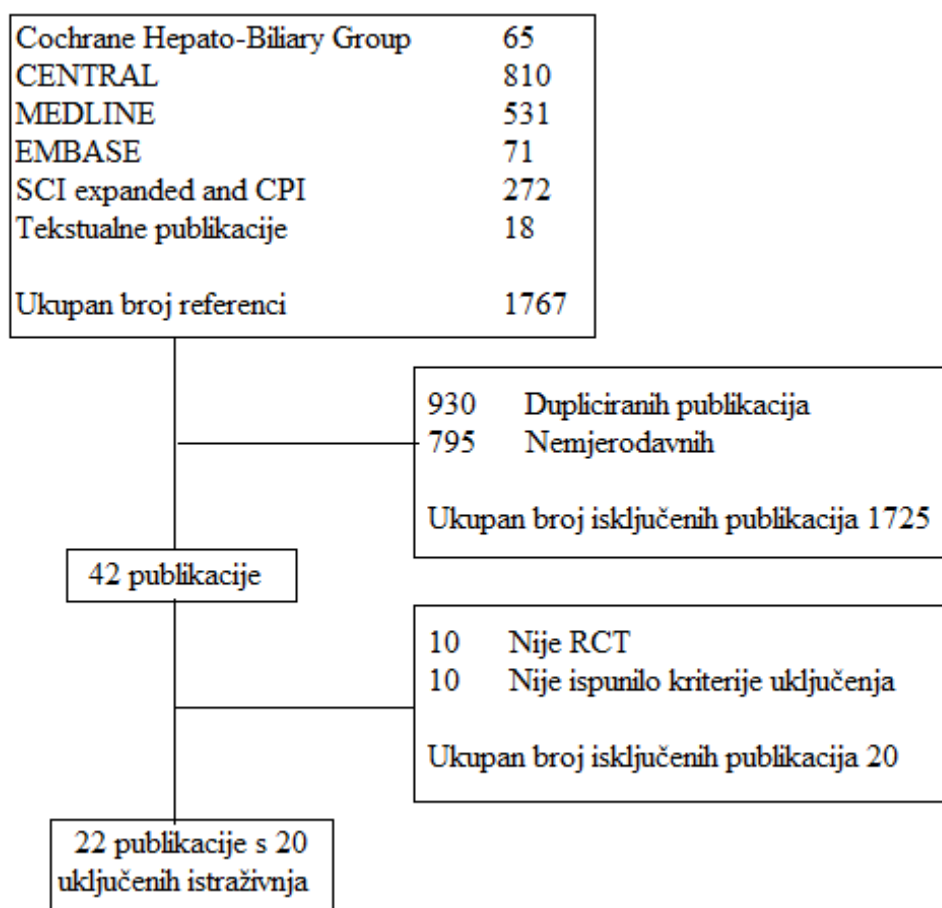 Cochrane Hepato-Biliary Group 65
CENTRAL 810
MEDLINE 531
EMBASE 71
SCI expanded and CPI 272
Tekstualne publikacije 18
Ukupan broj referenci 1767
930 Dupliciranih publikacija
795 Nemjerodavnih
Ukupan broj isključenih publikacija 1725
42 publikacije
10 Nije RCT
10 Nije ispunilo kriterije uključenja
Ukupan broj isključenih publikacija 20
22 publikacije s 20
uključenih istraživnja